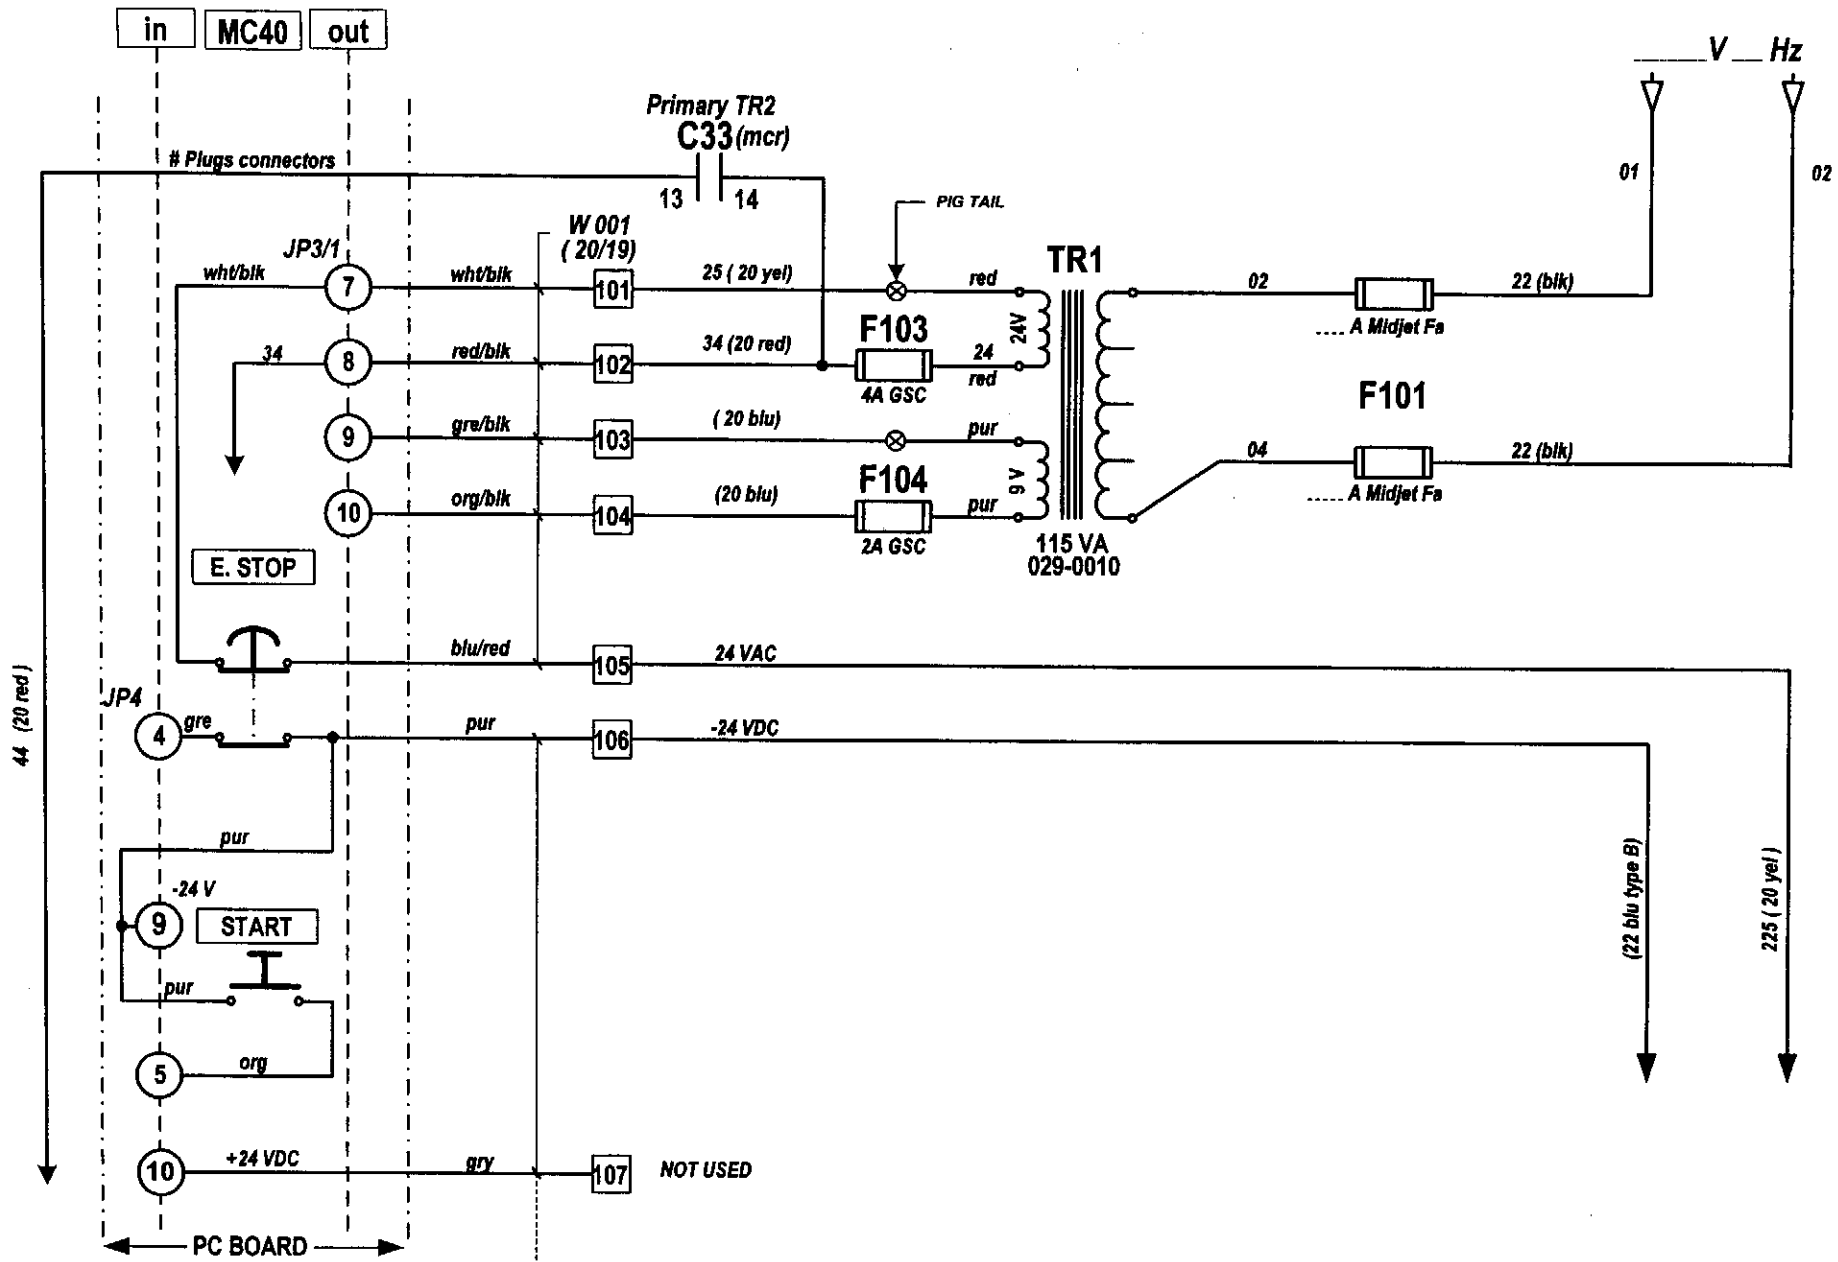 in
MC40
out
_____V __ Hz
Primary TR2
C33 (mcr)
# Plugs connectors
13
14
01
02
PIG TAIL
W 001
( 20/19)
JP3/1
TR1
wht/blk
7
wht/blk
101
25 ( 20 yel)
red
24V
02
22 (blk)
.... A Midjet Fa
F103
34
8
red/blk
102
34 (20 red)
24
red
4A GSC
F101
9
gre/blk
103
( 20 blu)
pur
9 V
04
22 (blk)
..... A Midjet Fa
F104
10
org/blk
104
(20 blu)
pur
2A GSC
115 VA
029-0010
E. STOP
blu/red
105
24 VAC
44 (20 red )
JP4
4
gre
pur
106
-24 VDC
pur
-24 V
9
START
(22 blu type B)
225 ( 20 yel )
pur
5
org
10
+24 VDC
gry
107
NOT USED
PC BOARD